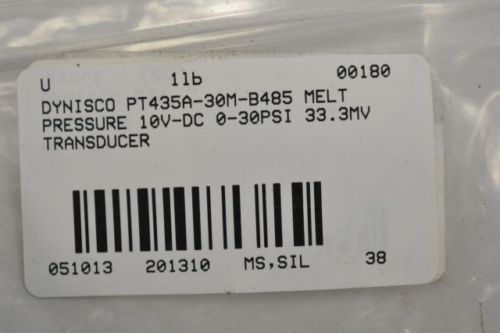 U 1lb 00180
DYNISCO PT435A-30M-B485 MELT
PRESSURE 10V-DC 0-30PSI 33.3MV
TRANSDUCER
051013 201310 MS,SIL 38